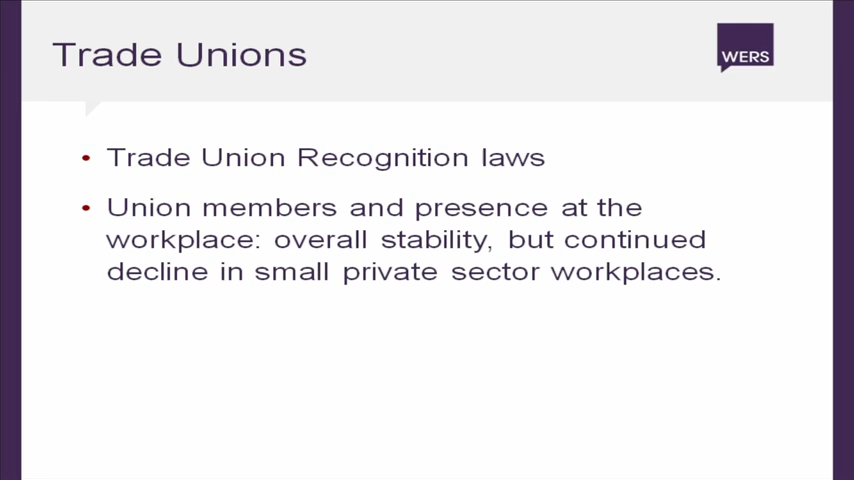 Trade Unions
WERS
• Trade Union Recognition laws
• Union members and presence at the
workplace: overall stability, but continued
decline in small private sector workplaces.